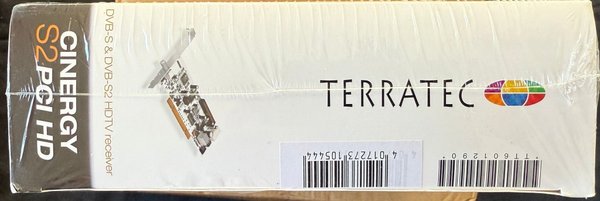 CINERGY
S2 PCI HD
DVB-S & DVB-S2 HDTV receiver
TERRATEC
4 017273 105444
*TT601290*